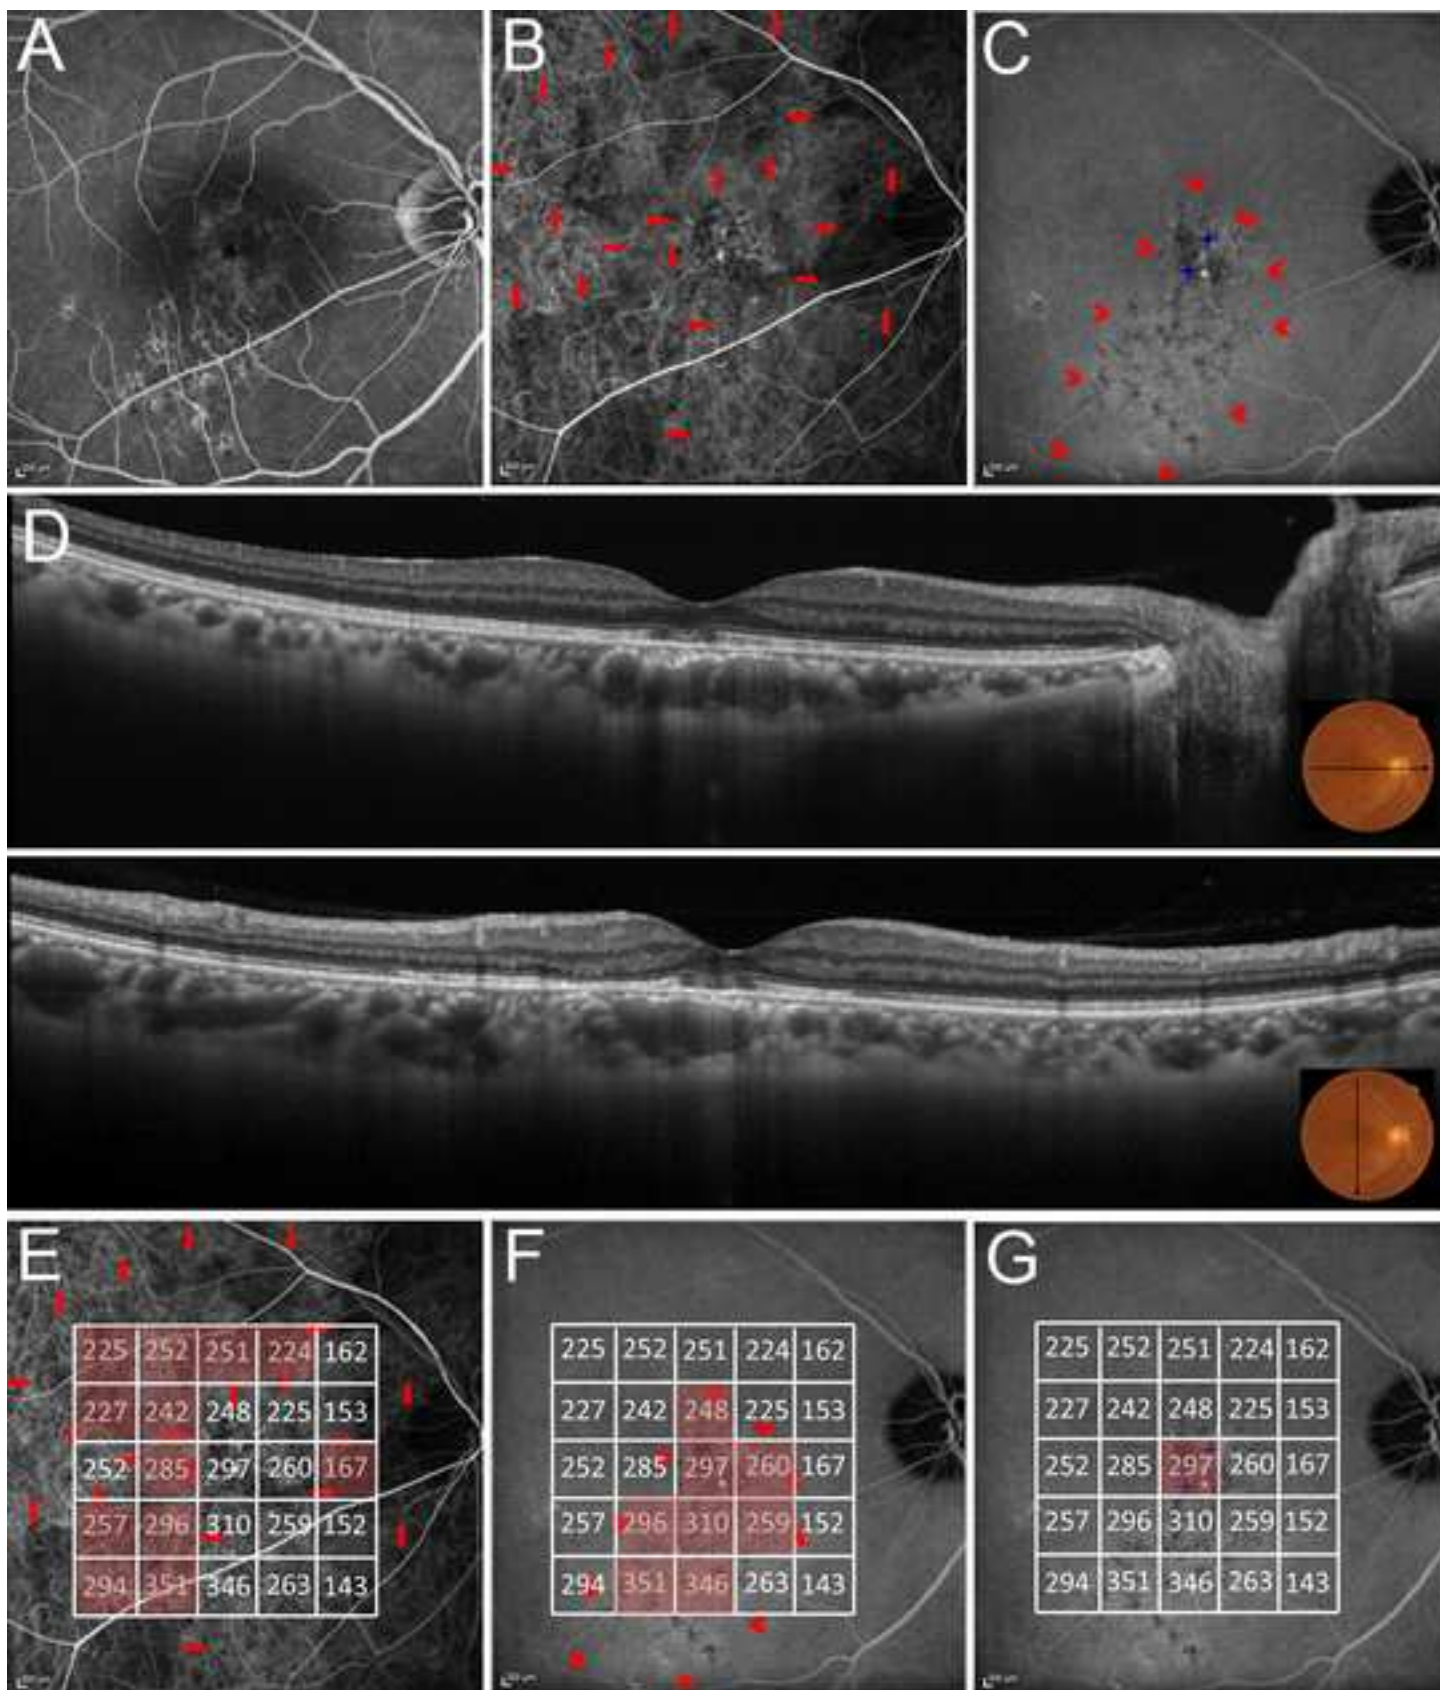 A B C
D
E F G
225 252 251 224 162 225 252 251 224 162 225 252 251 224 162
227 242 248 225 153 227 242 248 225 153 227 242 248 225 153
252 285 297 260 167 252 285 297 260 167 252 285 297 260 167
257 296 310 259 152 257 296 310 259 152 257 296 310 259 152
294 351 346 263 143 294 351 346 263 143 294 351 346 263 143